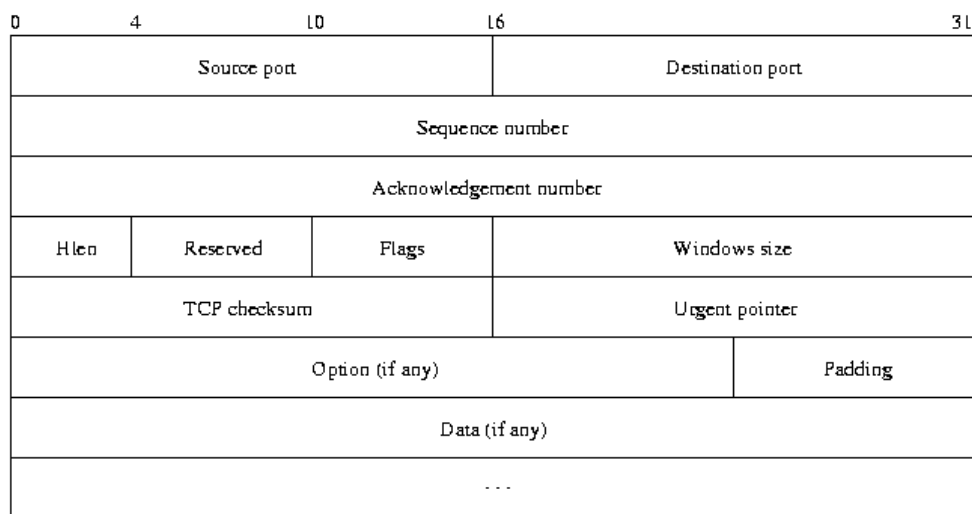 0 4 10 16 31
Source port Destination port
Sequence number
Acknowledgement number
Hlen Reserved Flags Windows size
TCP checksum Urgent pointer
Option (if any) Padding
Data (if any)
...